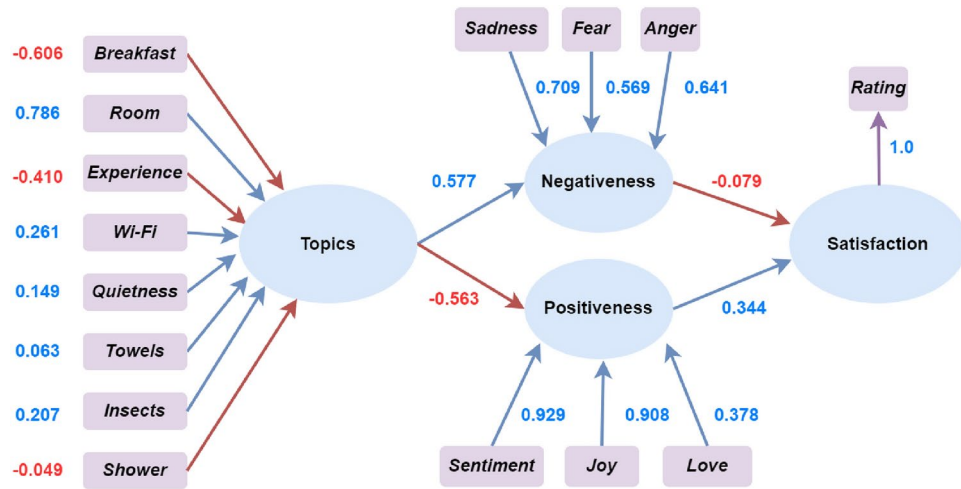 Sadness Fear Anger
-0.606 Breakfast
Rating
0.786 Room
0.709 0.569 0.641
1.0
-0.410 Experience
0.577 Negativeness -0.079
0.261 Wi-Fi
Topics
Satisfaction
0.149 Quietness
-0.563 Positiveness 0.344
0.063 Towels
0.207 Insects
0.929 0.908 0.378
-0.049 Shower
Sentiment Joy Love